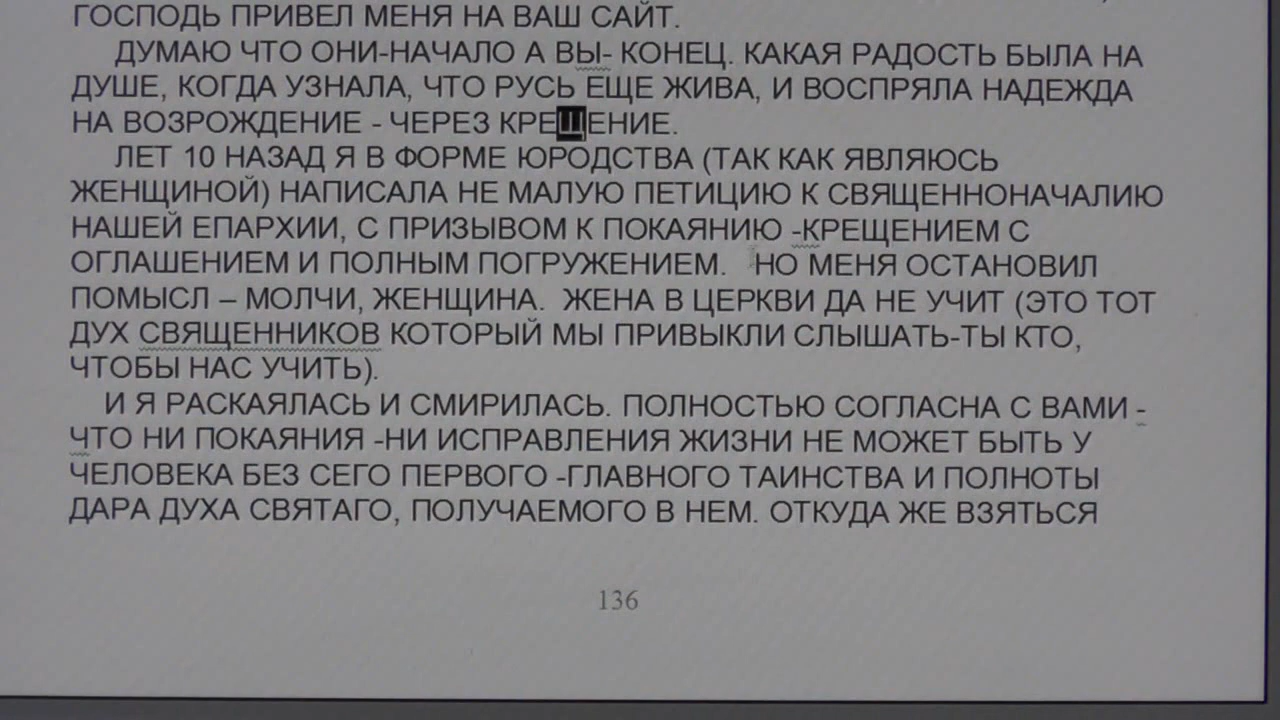 ГОСПОДЬ ПРИВЕЛ МЕНЯ НА ВАШ САЙТ.
ДУМАЮ ЧТО ОНИ-НАЧАЛО А ВЫ- КОНЕЦ. КАКАЯ РАДОСТЬ БЫЛА НА
ДУШЕ, КОГДА УЗНАЛА, ЧТО РУСЬ ЕЩЕ ЖИВА, И ВОСПРЯЛА НАДЕЖДА
НА ВОЗРОЖДЕНИЕ - ЧЕРЕЗ КРЕЩЕНИЕ.
ЛЕТ 10 НАЗАД Я В ФОРМЕ ЮРОДСТВА (ТАК КАК ЯВЛЯЮСЬ
ЖЕНЩИНОЙ) НАПИСАЛА НЕ МАЛУЮ ПЕТИЦИЮ К СВЯЩЕННОНАЧАЛИЮ
НАШЕЙ ЕПАРХИИ, С ПРИЗЫВОМ К ПОКАЯНИЮ -КРЕЩЕНИЕМ С
ОГЛАШЕНИЕМ И ПОЛНЫМ ПОГРУЖЕНИЕМ. НО МЕНЯ ОСТАНОВИЛ
ПОМЫСЛ – МОЛЧИ, ЖЕНЩИНА. ЖЕНА В ЦЕРКВИ ДА НЕ УЧИТ (ЭТО ТОТ
ДУХ СВЯЩЕННИКОВ КОТОРЫЙ МЫ ПРИВЫКЛИ СЛЫШАТЬ-ТЫ КТО,
ЧТОБЫ НАС УЧИТЬ).
И Я РАСКАЯЛАСЬ И СМИРИЛАСЬ. ПОЛНОСТЬЮ СОГЛАСНА С ВАМИ -
ЧТО НИ ПОКАЯНИЯ -НИ ИСПРАВЛЕНИЯ ЖИЗНИ НЕ МОЖЕТ БЫТЬ У
ЧЕЛОВЕКА БЕЗ СЕГО ПЕРВОГО -ГЛАВНОГО ТАИНСТВА И ПОЛНОТЫ
ДАРА ДУХА СВЯТАГО, ПОЛУЧАЕМОГО В НЕМ. ОТКУДА ЖЕ ВЗЯТЬСЯ
136